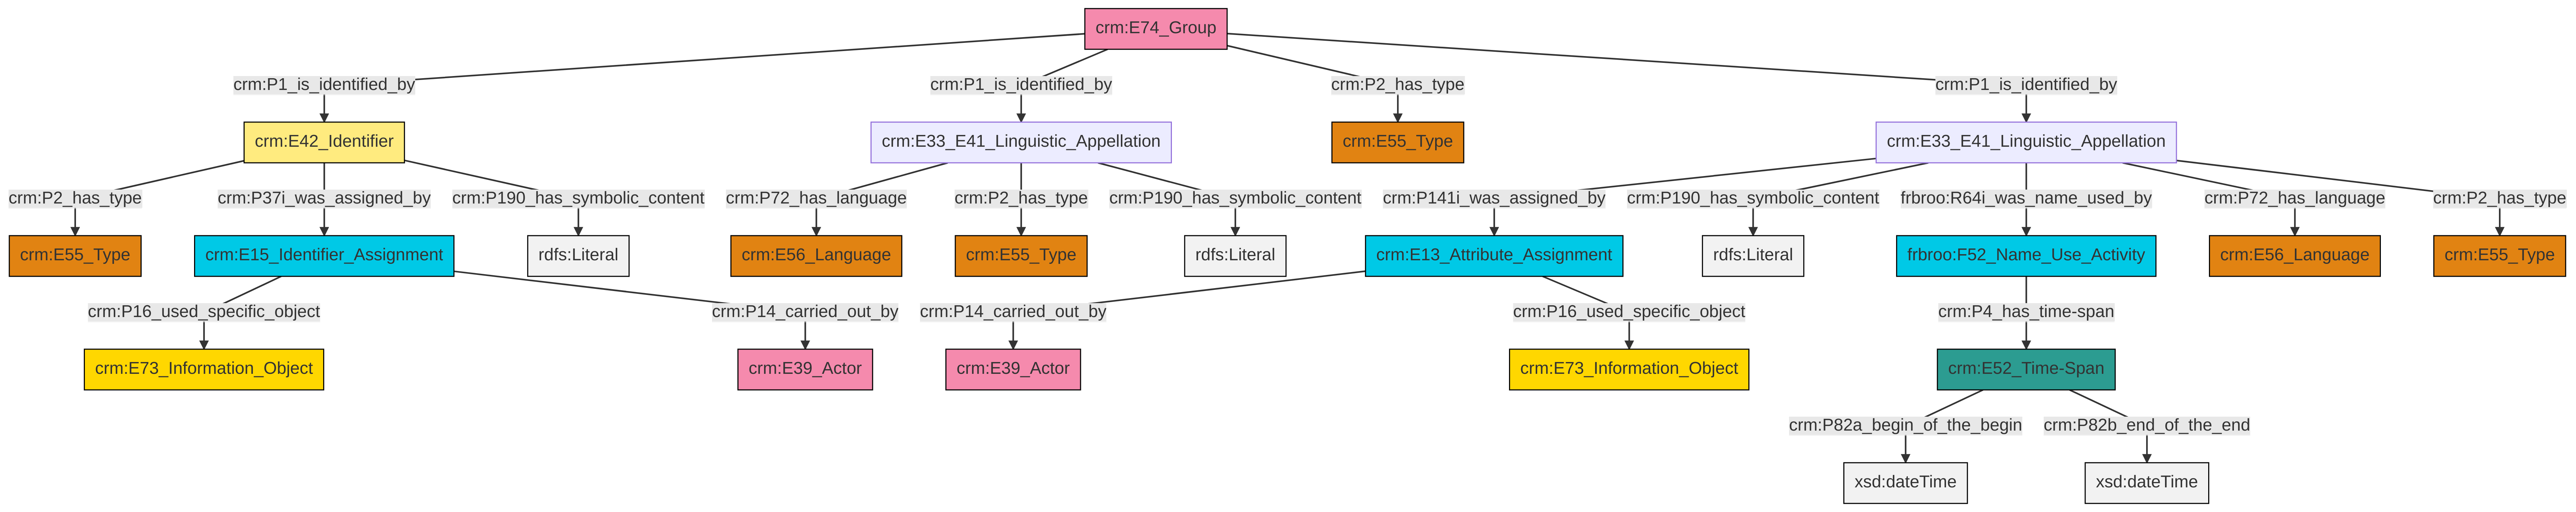 crm:E74_Group
crm:P1_is_identified_by
crm:P1_is_identified_by
crm:P2_has_type
crm:P1_is_identified_by
crm:E42_Identifier
crm:E33_E41_Linguistic_Appellation
crm:E55_Type
crm:E33_E41_Linguistic_Appellation
crm:P2_has_type
crm:P37i_was_assigned_by
crm:P190_has_symbolic_content
crm:P72_has_language
crm:P2_has_type
crm:P190_has_symbolic_content
crm:P141i_was_assigned_by
crm:P190_has_symbolic_content
frbroo:R64i_was_name_used_by
crm:P72_has_language
crm:P2_has_type
crm:E55_Type
crm:E15_Identifier_Assignment
rdfs:Literal
crm:E56_Language
crm:E55_Type
rdfs:Literal
crm:E13_Attribute_Assignment
rdfs:Literal
frbroo:F52_Name_Use_Activity
crm:E56_Language
crm:E55_Type
crm:P16_used_specific_object
crm:P14_carried_out_by
crm:P14_carried_out_by
crm:P16_used_specific_object
crm:P4_has_time-span
crm:E73_Information_Object
crm:E39_Actor
crm:E39_Actor
crm:E73_Information_Object
crm:E52_Time-Span
crm:P82a_begin_of_the_begin
crm:P82b_end_of_the_end
xsd:dateTime
xsd:dateTime